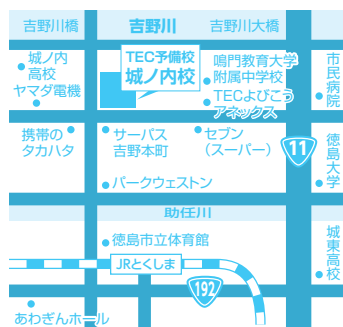 吉野川橋
吉野川
吉野川大橋
城ノ内
高校
ヤマダ電機
TEC予備校
城ノ内校
鳴門教育大学
附属中学校
TECよびこう
アネックス
市民病院
携帯の
タカハタ
サーパス
吉野本町
セブン
(スーパー)
11
徳島大学
パークウェストン
助任川
徳島市立体育館
城東高校
JRとくしま
192
あわぎんホール